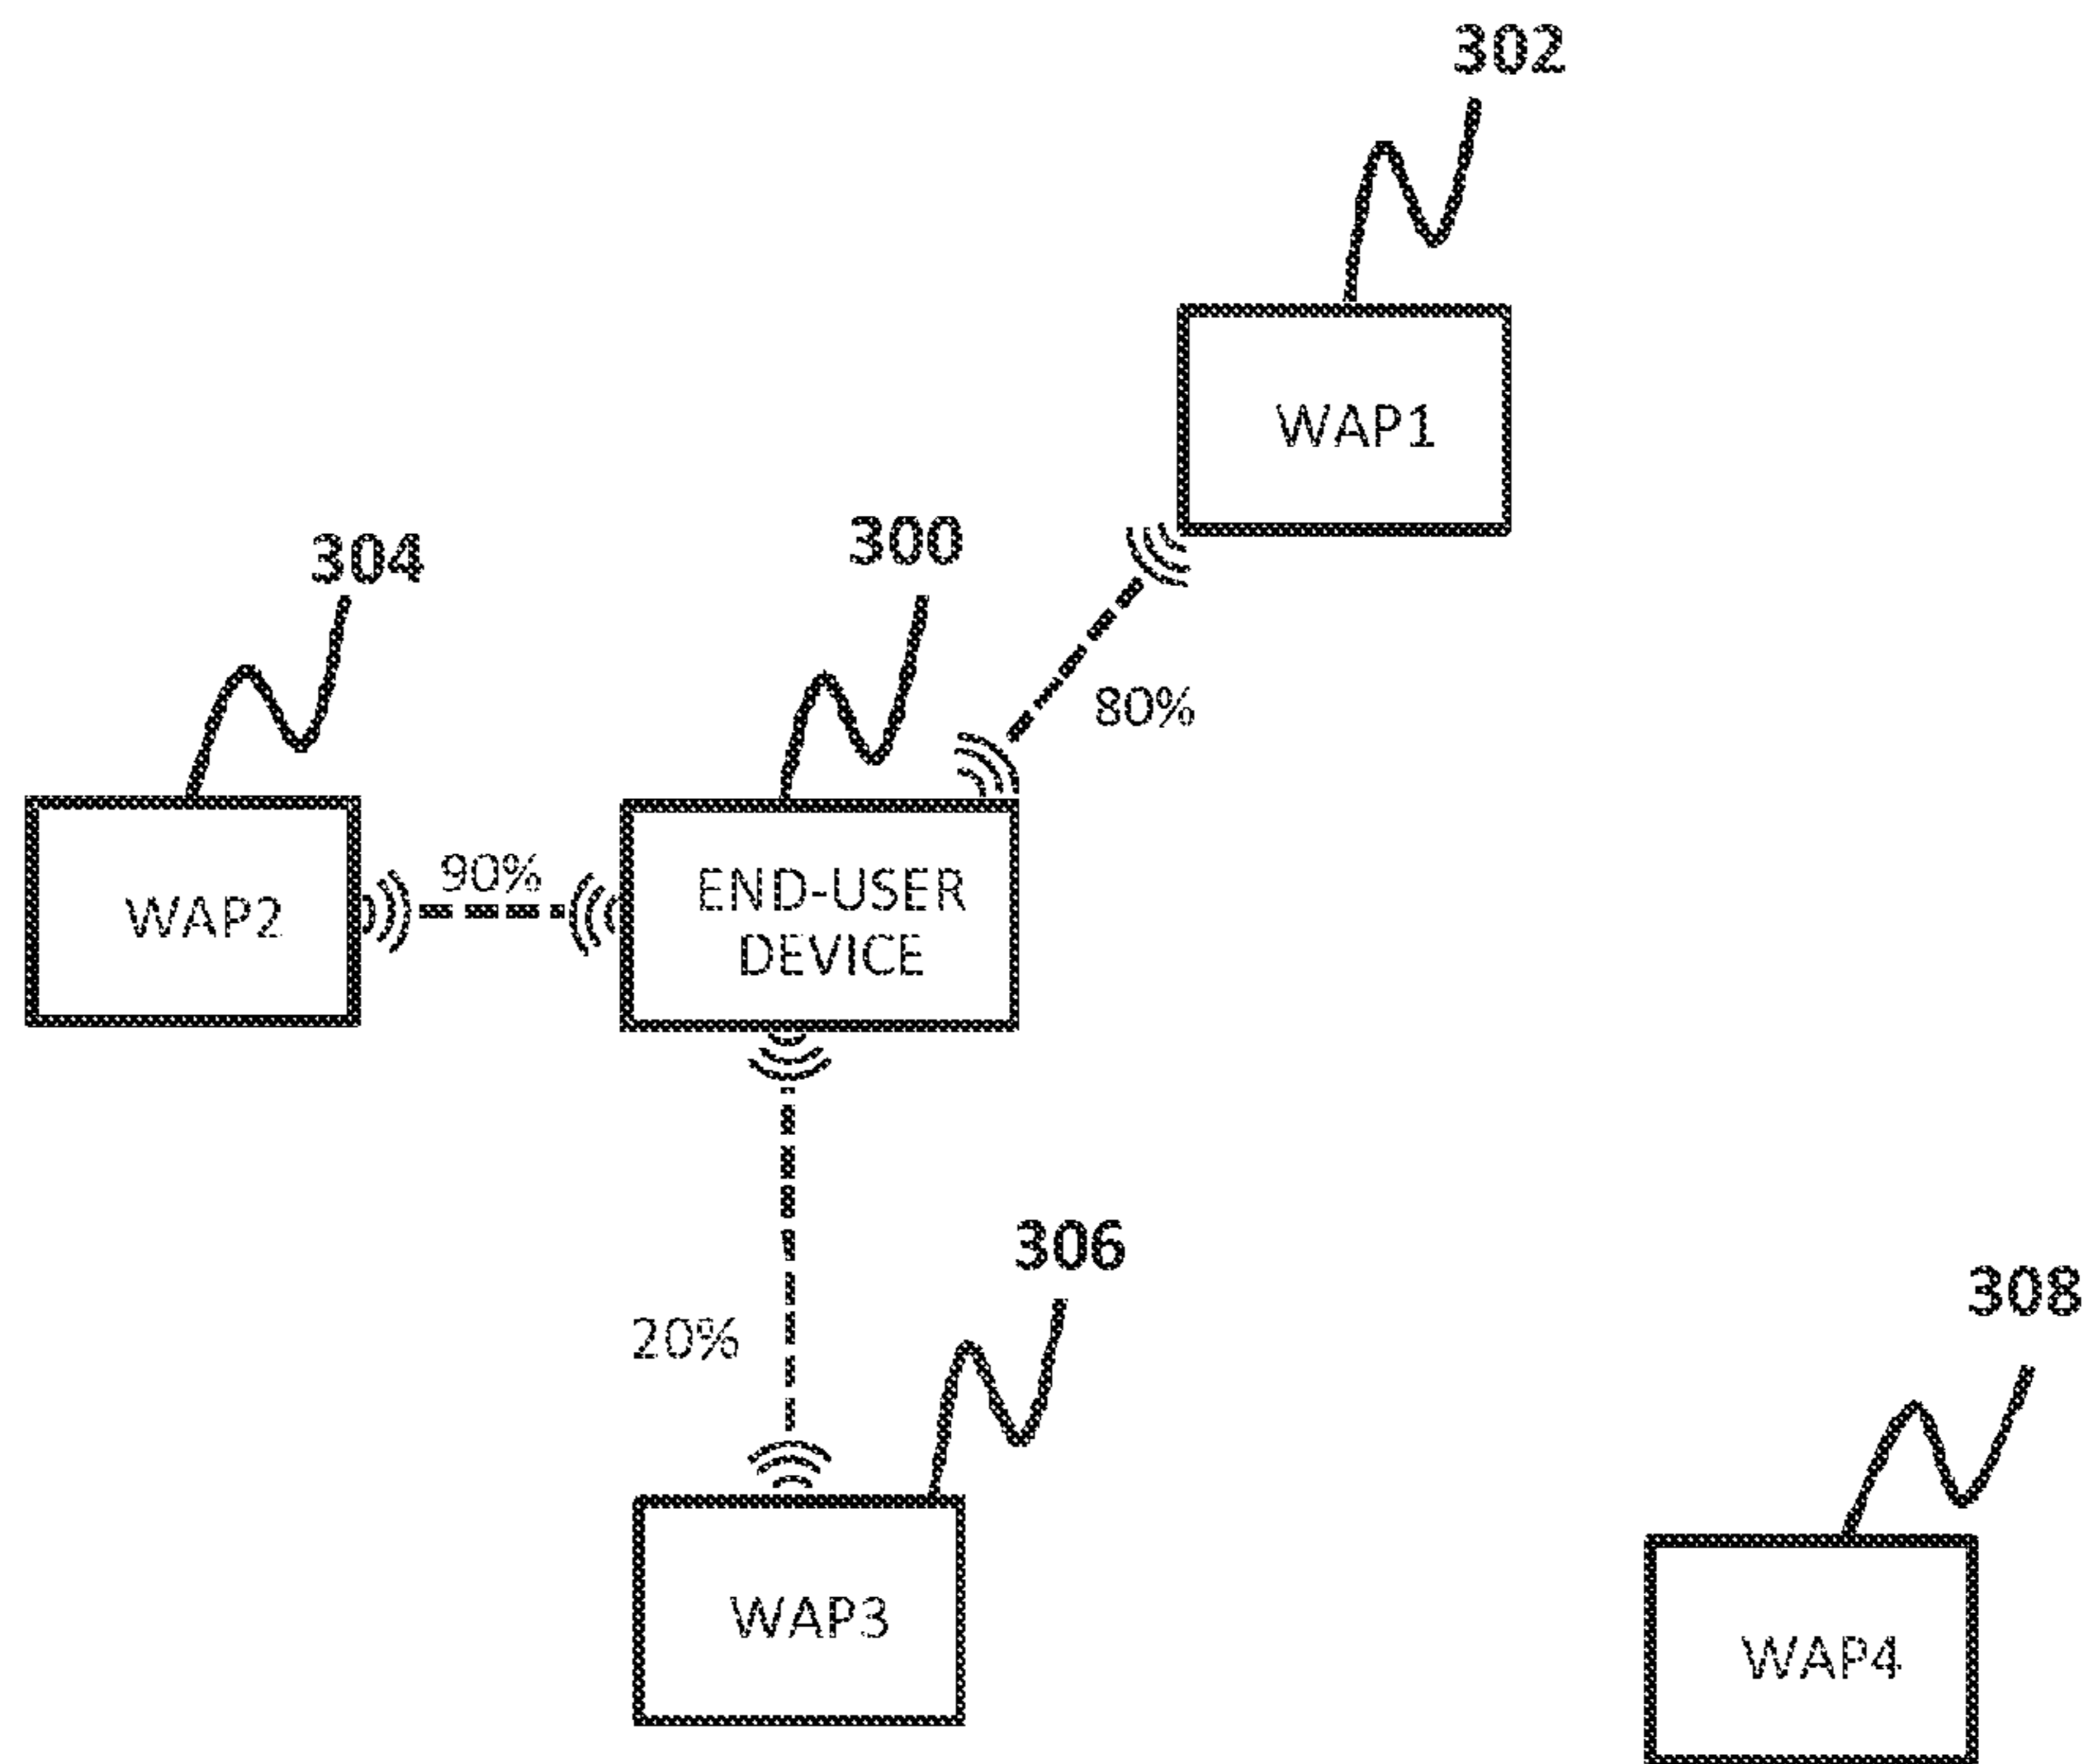 302
WAP1
304
300
80%
WAP2
90%
END-USER
DEVICE
306
308
20%
WAP3
WAP4